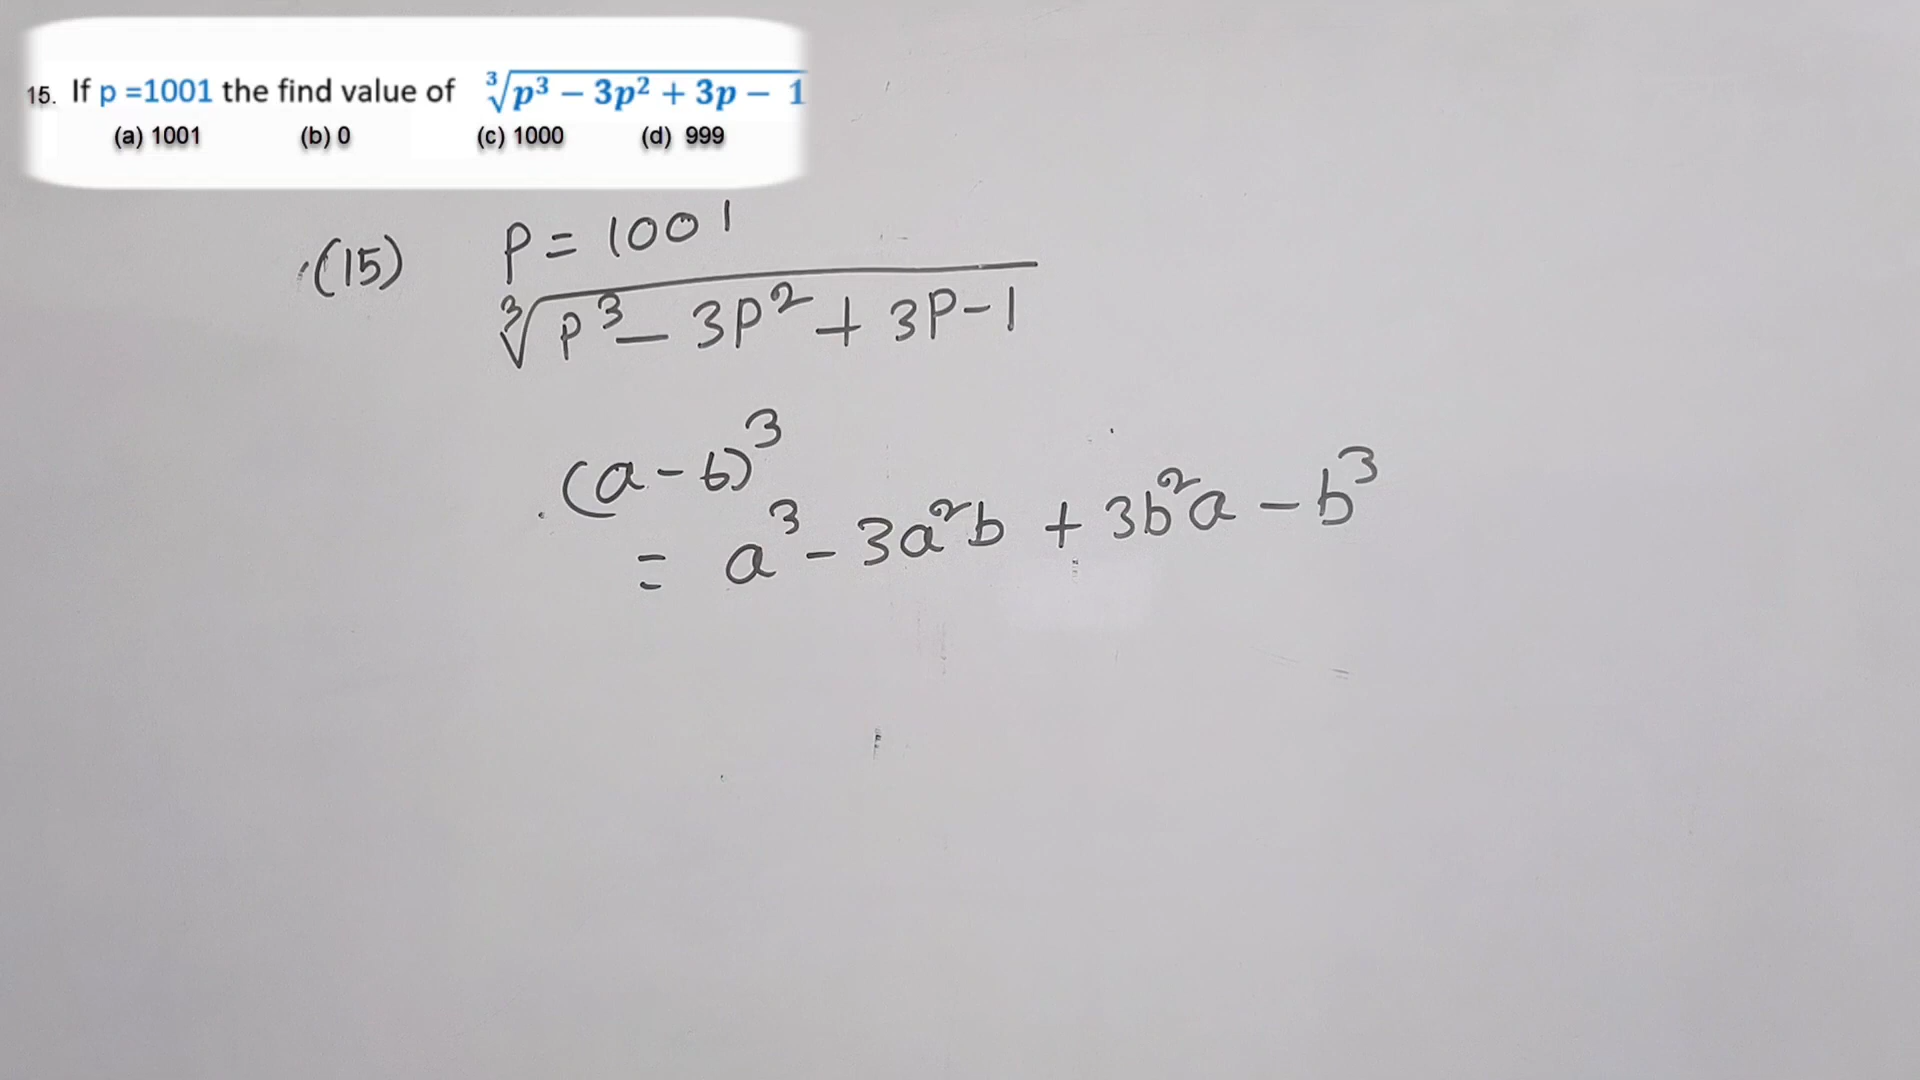 15. If p =1001 the find value of ∛(p³ − 3p² + 3p − 1)
(a) 1001 (b) 0 (c) 1000 (d) 999
(15) P = 1001
∛(P³ − 3P² + 3P − 1)
(a − b)³
= a³ − 3a²b + 3b²a − b³